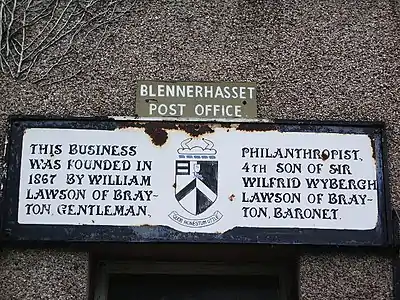 BLENNERHASSET
POST OFFICE
THIS BUSINESS
WAS FOUNDED IN
1867 BY WILLIAM
LAWSON OF BRAY-
TON, GENTLEMAN,
PHILANTHROPIST,
4TH SON OF SIR
WILFRID WYBERGH
LAWSON OF BRAY-
TON, BARONET.